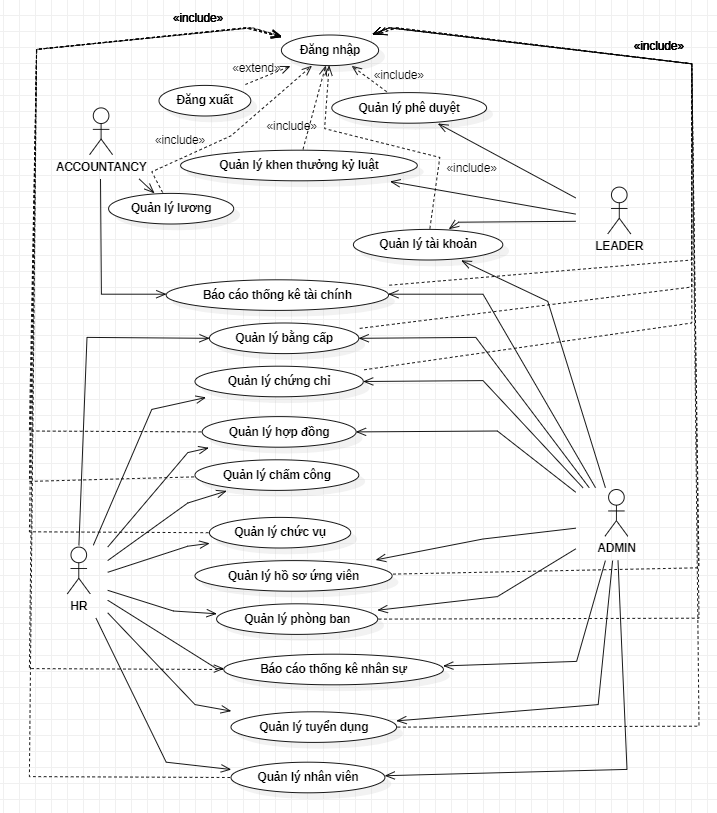 «include»
«include»
Đăng nhập
«extend»
«include»
Đăng xuất
Quản lý phê duyệt
«include»
«include»
ACCOUNTANCY
Quản lý khen thưởng kỷ luật
«include»
Quản lý lương
LEADER
Quản lý tài khoản
Báo cáo thống kê tài chính
Quản lý bằng cấp
Quản lý chứng chỉ
Quản lý hợp đồng
Quản lý chấm công
Quản lý chức vụ
ADMIN
Quản lý hồ sơ ứng viên
HR
Quản lý phòng ban
Báo cáo thống kê nhân sự
Quản lý tuyển dụng
Quản lý nhân viên